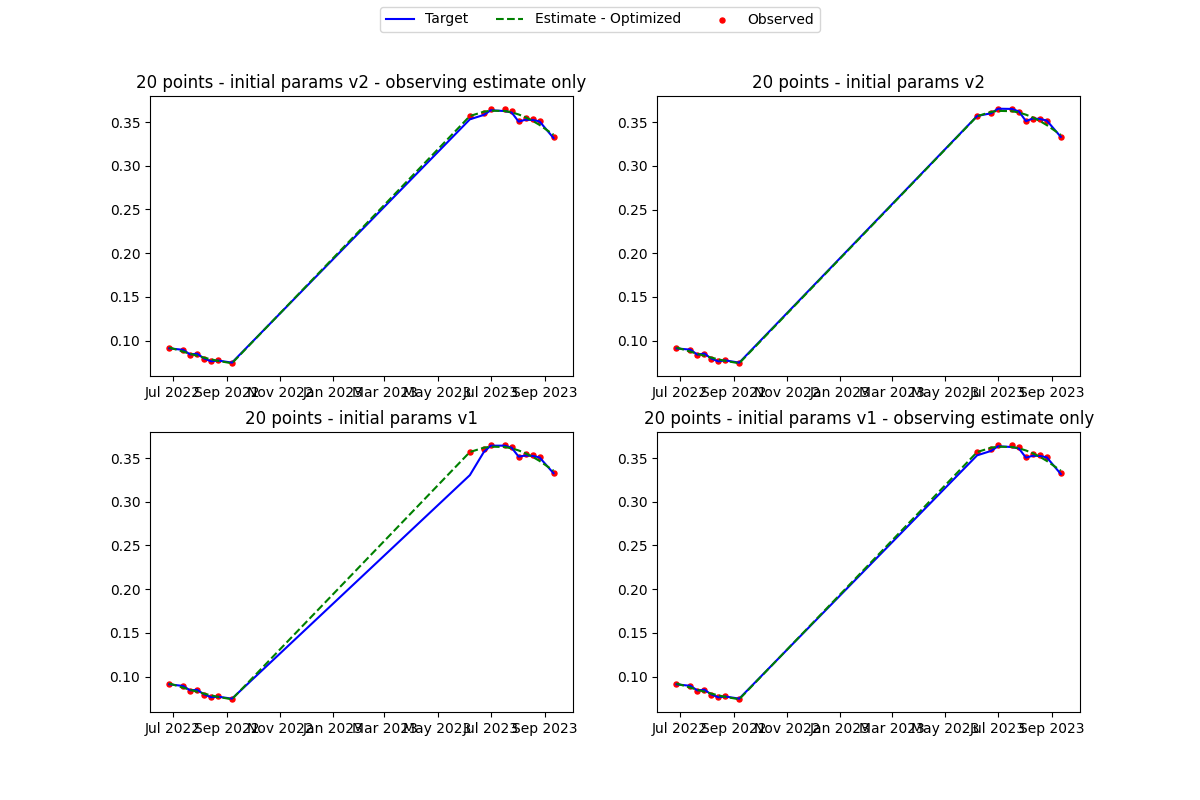 Target Estimate - Optimized Observed
20 points - initial params v2 - observing estimate only
0.35
0.30
0.25
0.20
0.15
0.10
Jul 2022 Sep 2022 Nov 2022 Jan 2023 Mar 2023 May 2023 Jul 2023 Sep 2023
20 points - initial params v2
0.35
0.30
0.25
0.20
0.15
0.10
Jul 2022 Sep 2022 Nov 2022 Jan 2023 Mar 2023 May 2023 Jul 2023 Sep 2023
20 points - initial params v1
0.35
0.30
0.25
0.20
0.15
0.10
Jul 2022 Sep 2022 Nov 2022 Jan 2023 Mar 2023 May 2023 Jul 2023 Sep 2023
20 points - initial params v1 - observing estimate only
0.35
0.30
0.25
0.20
0.15
0.10
Jul 2022 Sep 2022 Nov 2022 Jan 2023 Mar 2023 May 2023 Jul 2023 Sep 2023